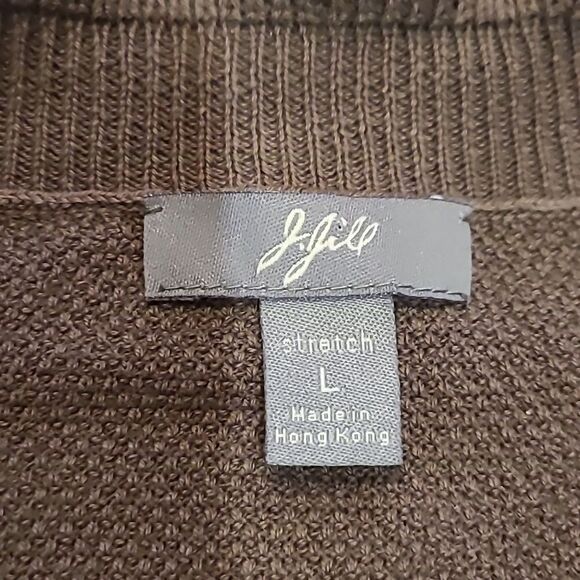 J.Jill
stretch
L
Made in
Hong Kong